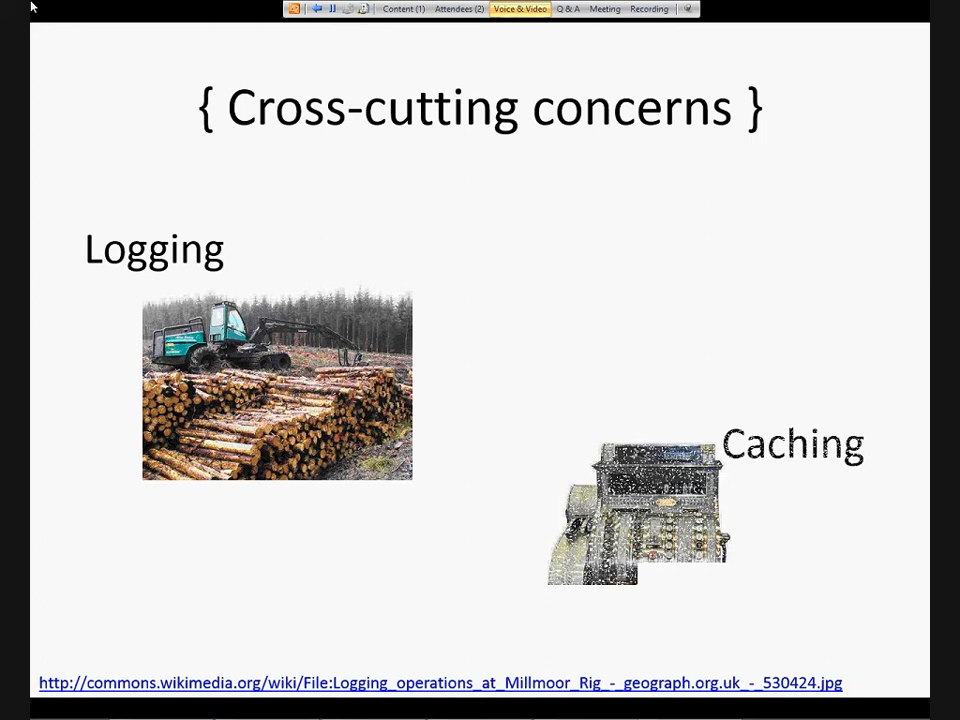 Content (1) Attendees (2) Voice & Video Q & A Meeting Recording
{ Cross-cutting concerns }
Logging
Caching
http://commons.wikimedia.org/wiki/File:Logging_operations_at_Millmoor_Rig_-_geograph.org.uk_-_530424.jpg